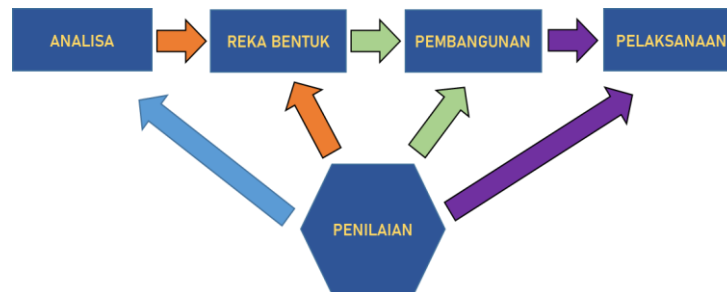 ANALISA
REKA BENTUK
PEMBANGUNAN
PELAKSANAAN
PENILAIAN